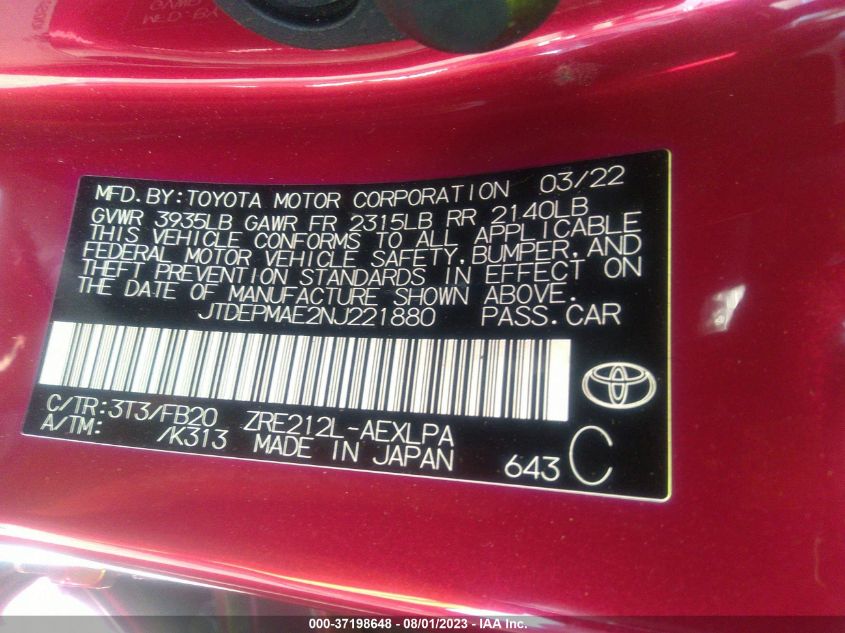 MFD.BY:TOYOTA MOTOR CORPORATION 03/22
GVWR 3935LB GAWR FR 2315LB RR 2140LB
THIS VEHICLE CONFORMS TO ALL APPLICABLE
FEDERAL MOTOR VEHICLE SAFETY, BUMPER, AND
THEFT PREVENTION STANDARDS IN EFFECT ON
THE DATE OF MANUFACTURE SHOWN ABOVE.
JTDEPMAE2NJ221880 PASS.CAR
C/TR:3T3/FB20 ZRE212L-AEXLPA
A/TM: /K313 MADE IN JAPAN 643 C
000-37198648 - 08/01/2023 - IAA Inc.